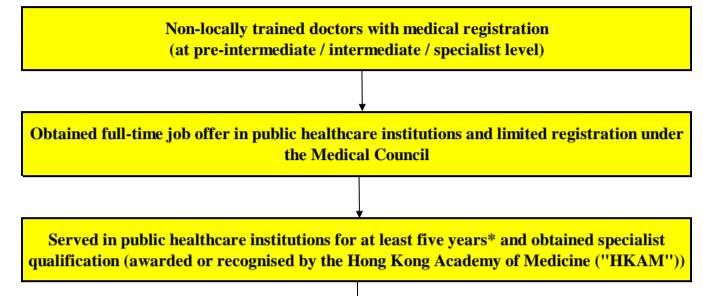 Non-locally trained doctors with medical registration
(at pre-intermediate / intermediate / specialist level)
Obtained full-time job offer in public healthcare institutions and limited registration under
the Medical Council
Served in public healthcare institutions for at least five years* and obtained specialist
qualification (awarded or recognised by the Hong Kong Academy of Medicine ("HKAM"))